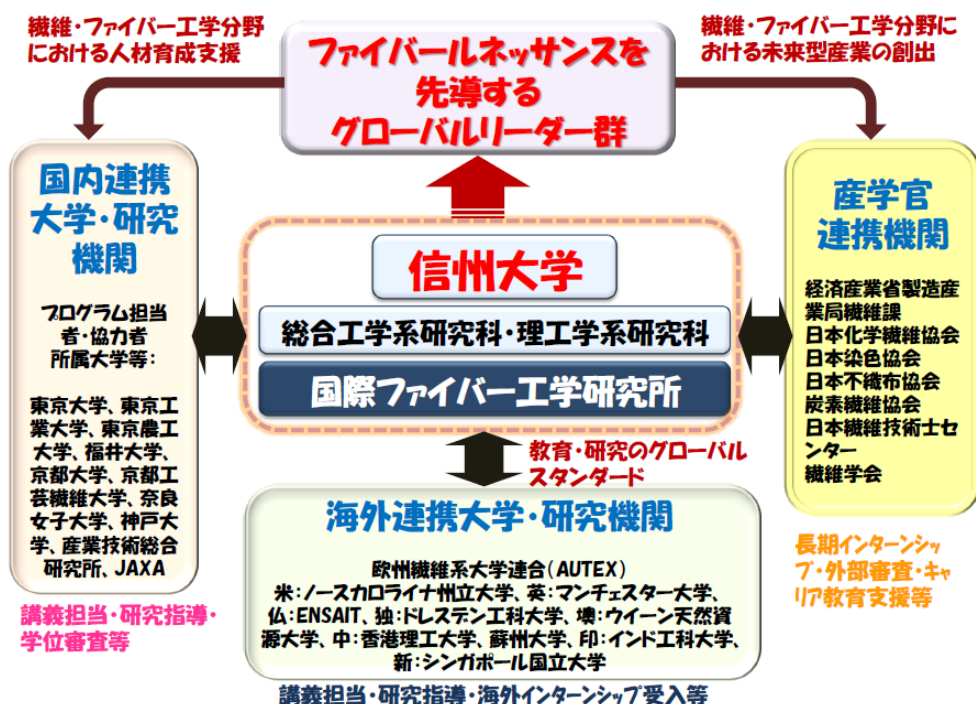 繊維・ファイバー工学分野
における人材育成支援
ファイバールネッサンスを
先導する
グローバルリーダー群
繊維・ファイバー工学分野に
おける未来型産業の創出
国内連携
大学・研究
機関
プログラム担当
者・協力者
所属大学等:
東京大学、東京工
業大学、東京農工
大学、福井大学、
京都大学、京都工
芸繊維大学、奈良
女子大学、神戸大
学、産業技術総合
研究所、JAXA
講義担当・研究指導・
学位審査等
信州大学
総合工学系研究科・理工学系研究科
国際ファイバー工学研究所
教育・研究のグローバル
スタンダード
海外連携大学・研究機関
欧州繊維系大学連合(AUTEX)
米:ノースカロライナ州立大学、英:マンチェスター大学、
仏:ENSAIT、独:ドレステン工科大学、墺:ウイーン天然資
源大学、中:香港理工大学、蘇州大学、印:インド工科大学、
新:シンガポール国立大学
講義担当・研究指導・海外インターンシップ受入等
産学官
連携機関
経済産業省製造産
業局繊維課
日本化学繊維協会
日本染色協会
日本不織布協会
炭素繊維協会
日本繊維技術士セ
ンター
繊維学会
長期インターンシッ
プ・外部審査・キャ
リア教育支援等